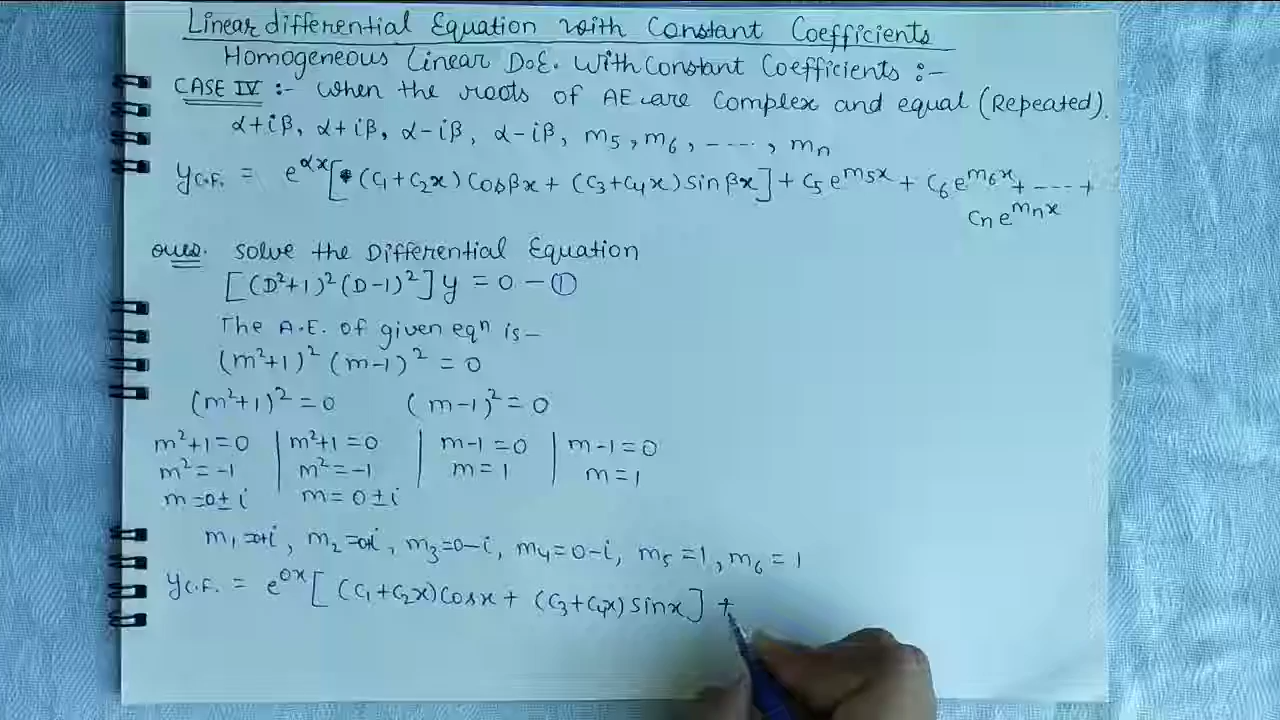 Linear differential Equation with Constant Coefficients
Homogeneous Linear D.E. with Constant Coefficients :-
CASE IV :- When the roots of AE are Complex and equal (Repeated).
α+iβ, α+iβ, α-iβ, α-iβ, m₅, m₆, ----, mₙ
y_C.F. = e^αx [(C₁+C₂x) Cosβx + (C₃+C₄x) sinβx] + C₅e^m₅x + C₆e^m₆x + ---- +
Cₙe^mₙx
Ques. Solve the Differential Equation
[(D²+1)²(D-1)²]y = 0 - ①
The A.E. of given eqⁿ is-
(m²+1)² (m-1)² = 0
(m²+1)² = 0 (m-1)² = 0
m²+1=0 | m²+1=0 | m-1=0 | m-1=0
m²=-1 | m²=-1 | m=1 | m=1
m=0±i m=0±i
m₁=0+i, m₂=0+i, m₃=0-i, m₄=0-i, m₅=1, m₆=1
y_C.F. = e^0x [(C₁+C₂x)Cosx + (C₃+C₄x) sinx] +